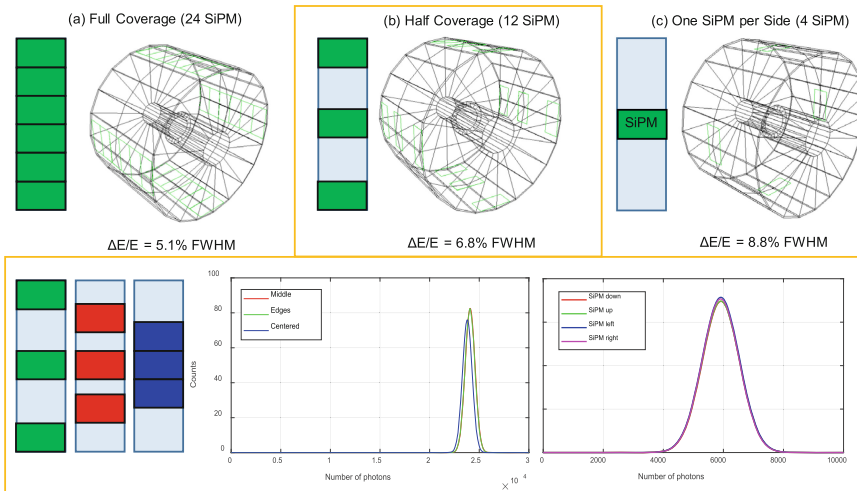 (a) Full Coverage (24 SiPM)
(b) Half Coverage (12 SiPM)
(c) One SiPM per Side (4 SiPM)
SiPM
ΔE/E = 5.1% FWHM
ΔE/E = 6.8% FWHM
ΔE/E = 8.8% FWHM
100
80
60
40
20
0
Counts
Middle
Edges
Centered
0
0.5
1
1.5
2
2.5
3
Number of photons
×10 4
SiPM down
SiPM up
SiPM left
SiPM right
0
2000
4000
6000
8000
10000
Number of photons